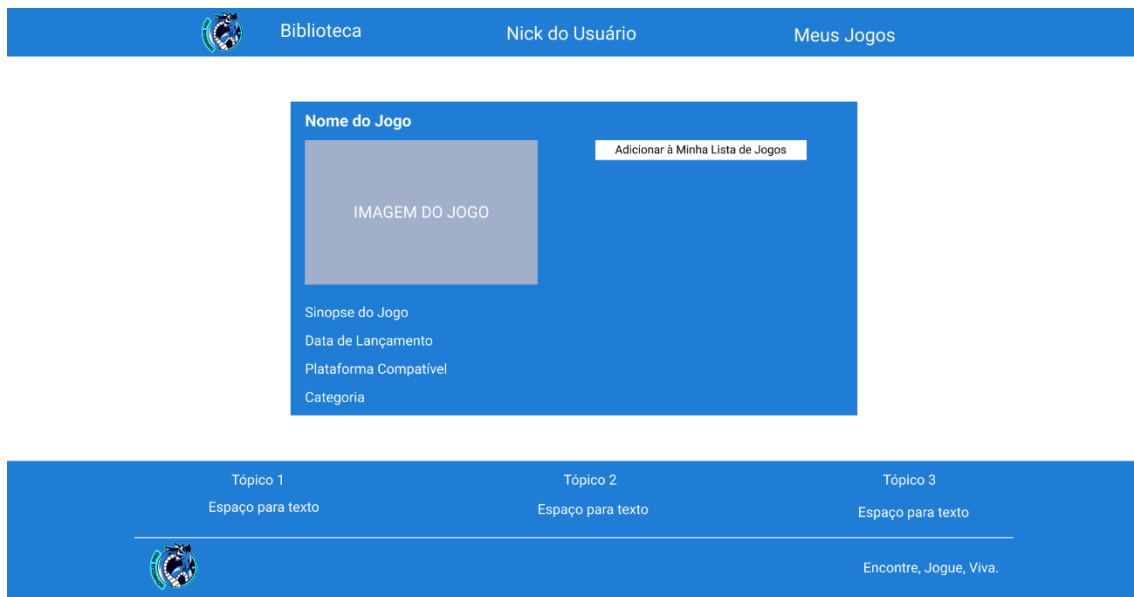 Biblioteca
Nick do Usuário
Meus Jogos
Nome do Jogo
Adicionar à Minha Lista de Jogos
IMAGEM DO JOGO
Sinopse do Jogo
Data de Lançamento
Plataforma Compatível
Categoria
Tópico 1
Espaço para texto
Tópico 2
Espaço para texto
Tópico 3
Espaço para texto
Encontre, Jogue, Viva.